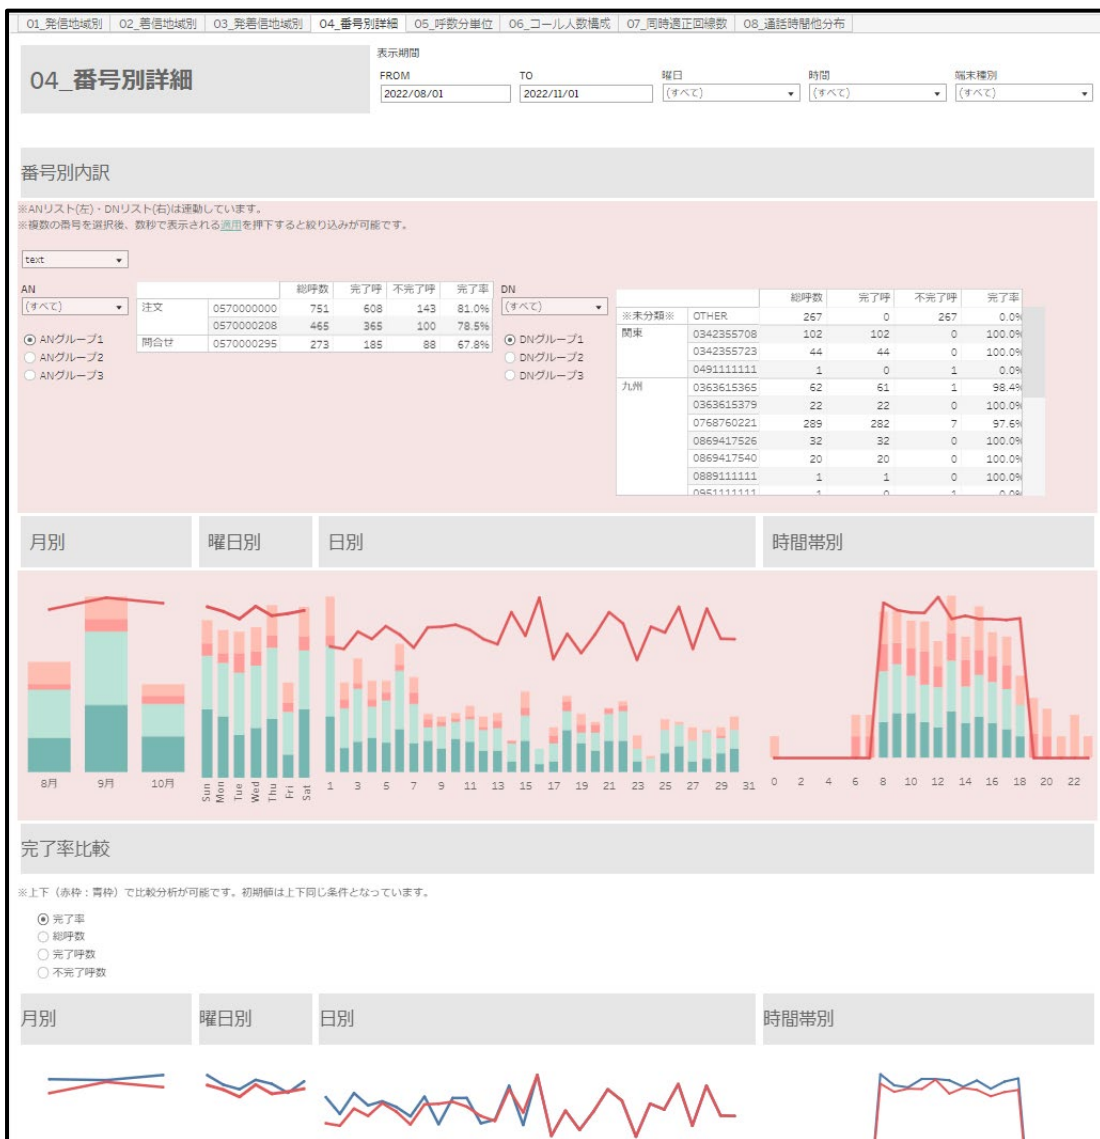 01_発信地域別 02_着信地域別 03_発着信地域別 04_番号別詳細 05_呼数分単位 06_コール人数構成 07_同時適正回線数 08_通話時間他分布
04_番号別詳細
表示期間
FROM TO 曜日 時間 端末種別
2022/08/01 2022/11/01 (すべて) (すべて) (すべて)
番号別内訳
※ANリスト(左)・DNリスト(右)は連動しています。
※複数の番号を選択後、数秒で表示される適用を押下すると絞り込みが可能です。
text
AN
(すべて)
ANグループ1
ANグループ2
ANグループ3
総呼数 完了呼 不完了呼 完了率
注文 0570000000 751 608 143 81.0%
0570000208 465 365 100 78.5%
問合せ 0570000295 273 185 88 67.8%
DN
(すべて)
DNグループ1
DNグループ2
DNグループ3
総呼数 完了呼 不完了呼 完了率
※未分類※ OTHER 267 0 267 0.0%
関東 0342355708 102 102 0 100.0%
0342355723 44 44 0 100.0%
0491111111 1 0 1 0.0%
九州 0363615365 62 61 1 98.4%
0363615379 22 22 0 100.0%
0768760221 289 282 7 97.6%
0869417526 32 32 0 100.0%
0869417540 20 20 0 100.0%
0889111111 1 1 0 100.0%
0951111111 1 0 1 0.0%
月別 曜日別 日別 時間帯別
8月 9月 10月
Sun Mon Tue Wed Thu Fri Sat
1 3 5 7 9 11 13 15 17 19 21 23 25 27 29 31
0 2 4 6 8 10 12 14 16 18 20 22
完了率比較
※上下（赤枠：青枠）で比較分析が可能です。初期値は上下同じ条件となっています。
完了率
総呼数
完了呼数
不完了呼数
月別 曜日別 日別 時間帯別